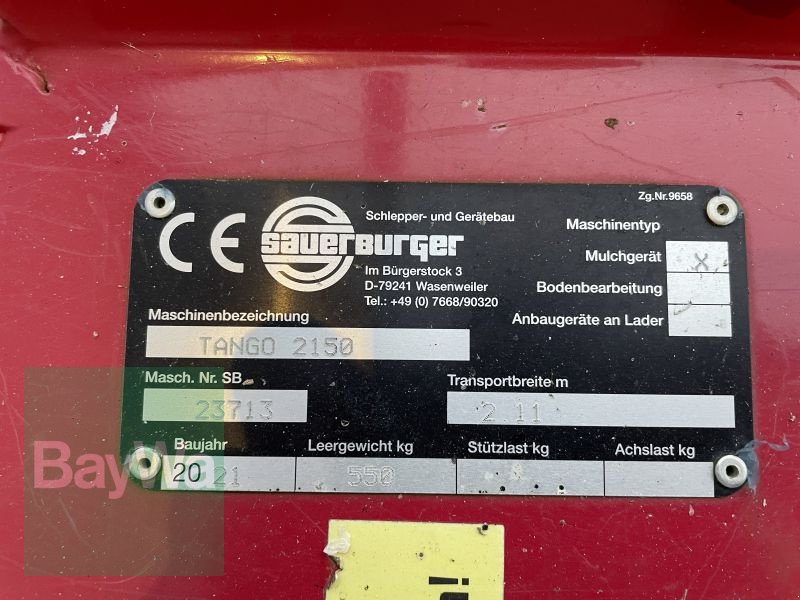 Zg.Nr.9658
CE
sauerburger
Schlepper- und Gerätebau
Im Bürgerstock 3
D-79241 Wasenweiler
Tel.: +49 (0) 7668/90320
Maschinentyp
Mulchgerät X
Bodenbearbeitung
Anbaugeräte an Lader
Maschinenbezeichnung
TANGO 2150
Masch. Nr. SB
23713
Transportbreite m
2.11
Baujahr
2021
Leergewicht kg
550
Stützlast kg
Achslast kg
BayWa